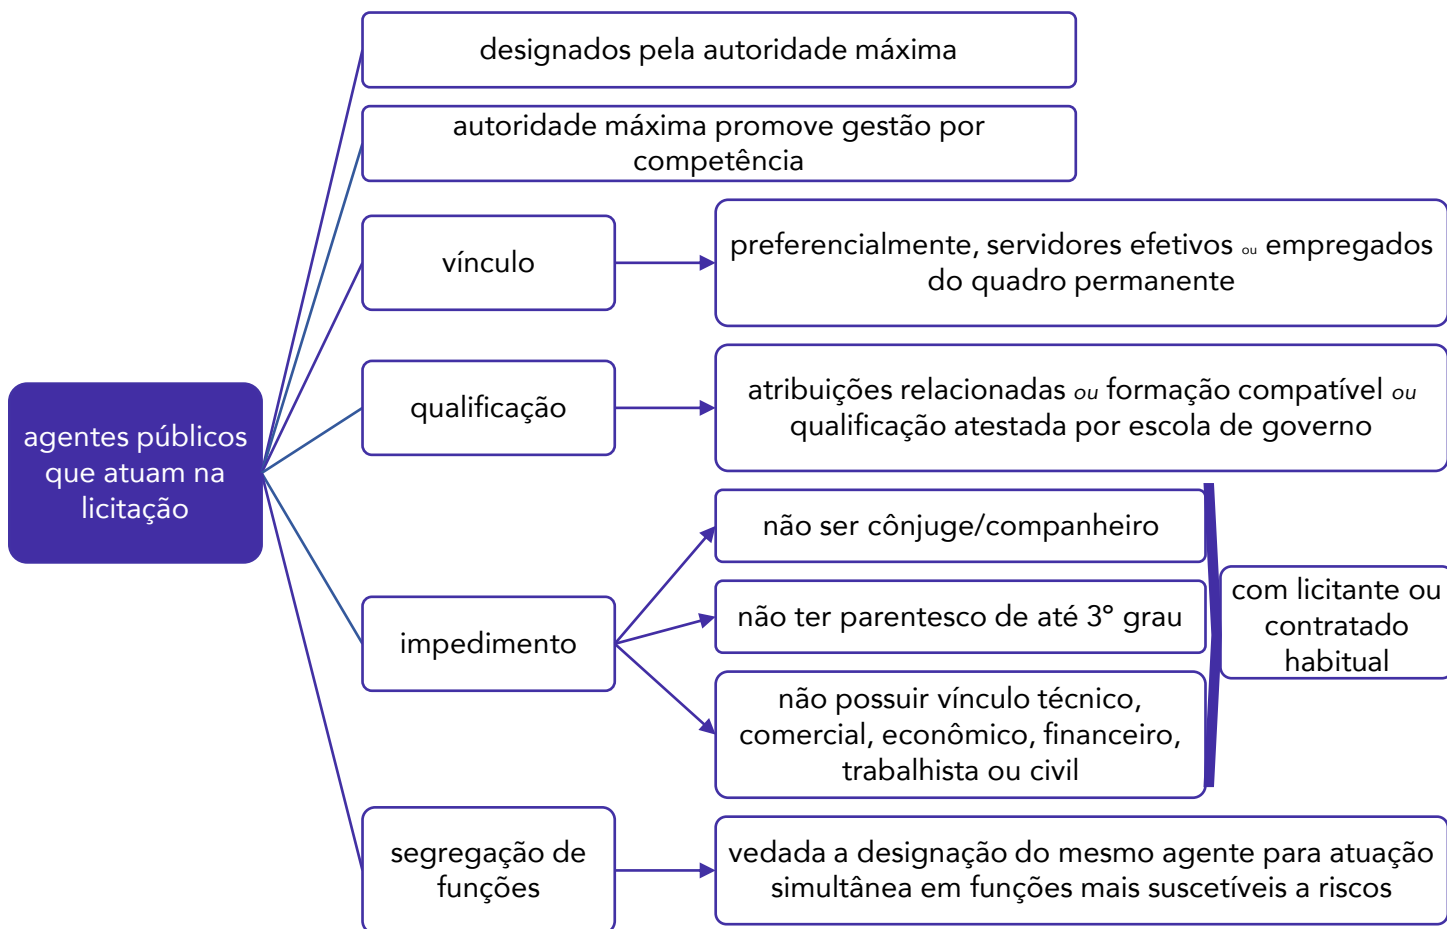 designados pela autoridade máxima
autoridade máxima promove gestão por
competência
vínculo
preferencialmente, servidores efetivos ou empregados
do quadro permanente
agentes públicos
que atuam na
licitação
qualificação
atribuições relacionadas ou formação compatível ou
qualificação atestada por escola de governo
impedimento
não ser cônjuge/companheiro
não ter parentesco de até 3º grau
não possuir vínculo técnico,
comercial, econômico, financeiro,
trabalhista ou civil
com licitante ou
contratado
habitual
segregação de
funções
vedada a designação do mesmo agente para atuação
simultânea em funções mais suscetíveis a riscos